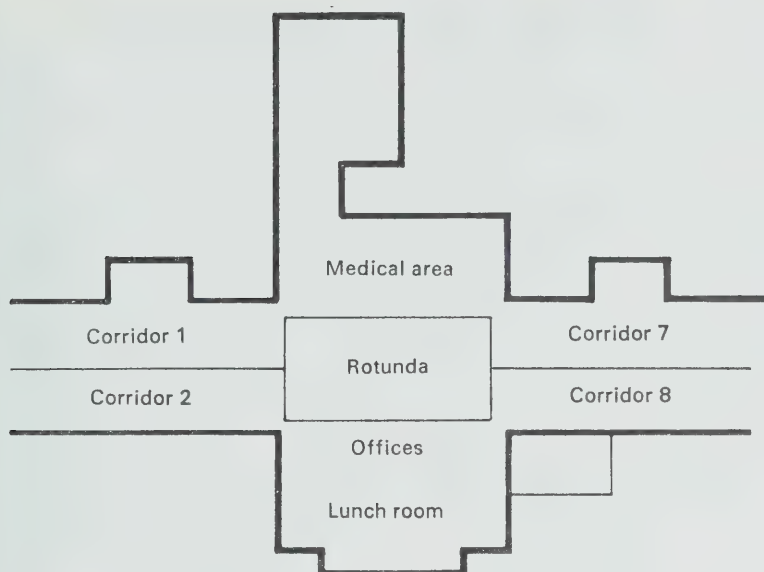 Medical area
Corridor 1
Corridor 7
Rotunda
Corridor 2
Corridor 8
Offices
Lunch room